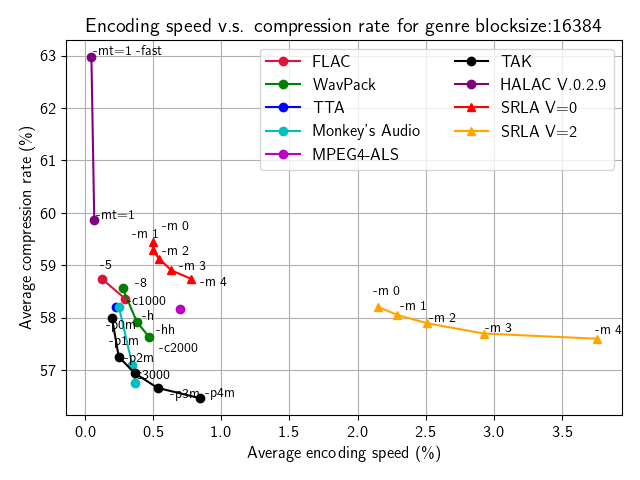 Encoding speed v.s. compression rate for genre blocksize:16384
Average compression rate (%)
63
62
61
60
59
58
57
FLAC
WavPack
TTA
Monkey's Audio
MPEG4-ALS
TAK
HALAC V.0.2.9
SRLA V=0
SRLA V=2
-mt=1 -fast
-mt=1
-m 0
-m 1
-m 2
-m 3
-m 4
-5
-8
-c1000
-h
-hh
-c2000
-p0m
-p1m
-p2m
-c3000
-p3m
-p4m
-m 0
-m 1
-m 2
-m 3
-m 4
0.0 0.5 1.0 1.5 2.0 2.5 3.0 3.5
Average encoding speed (%)